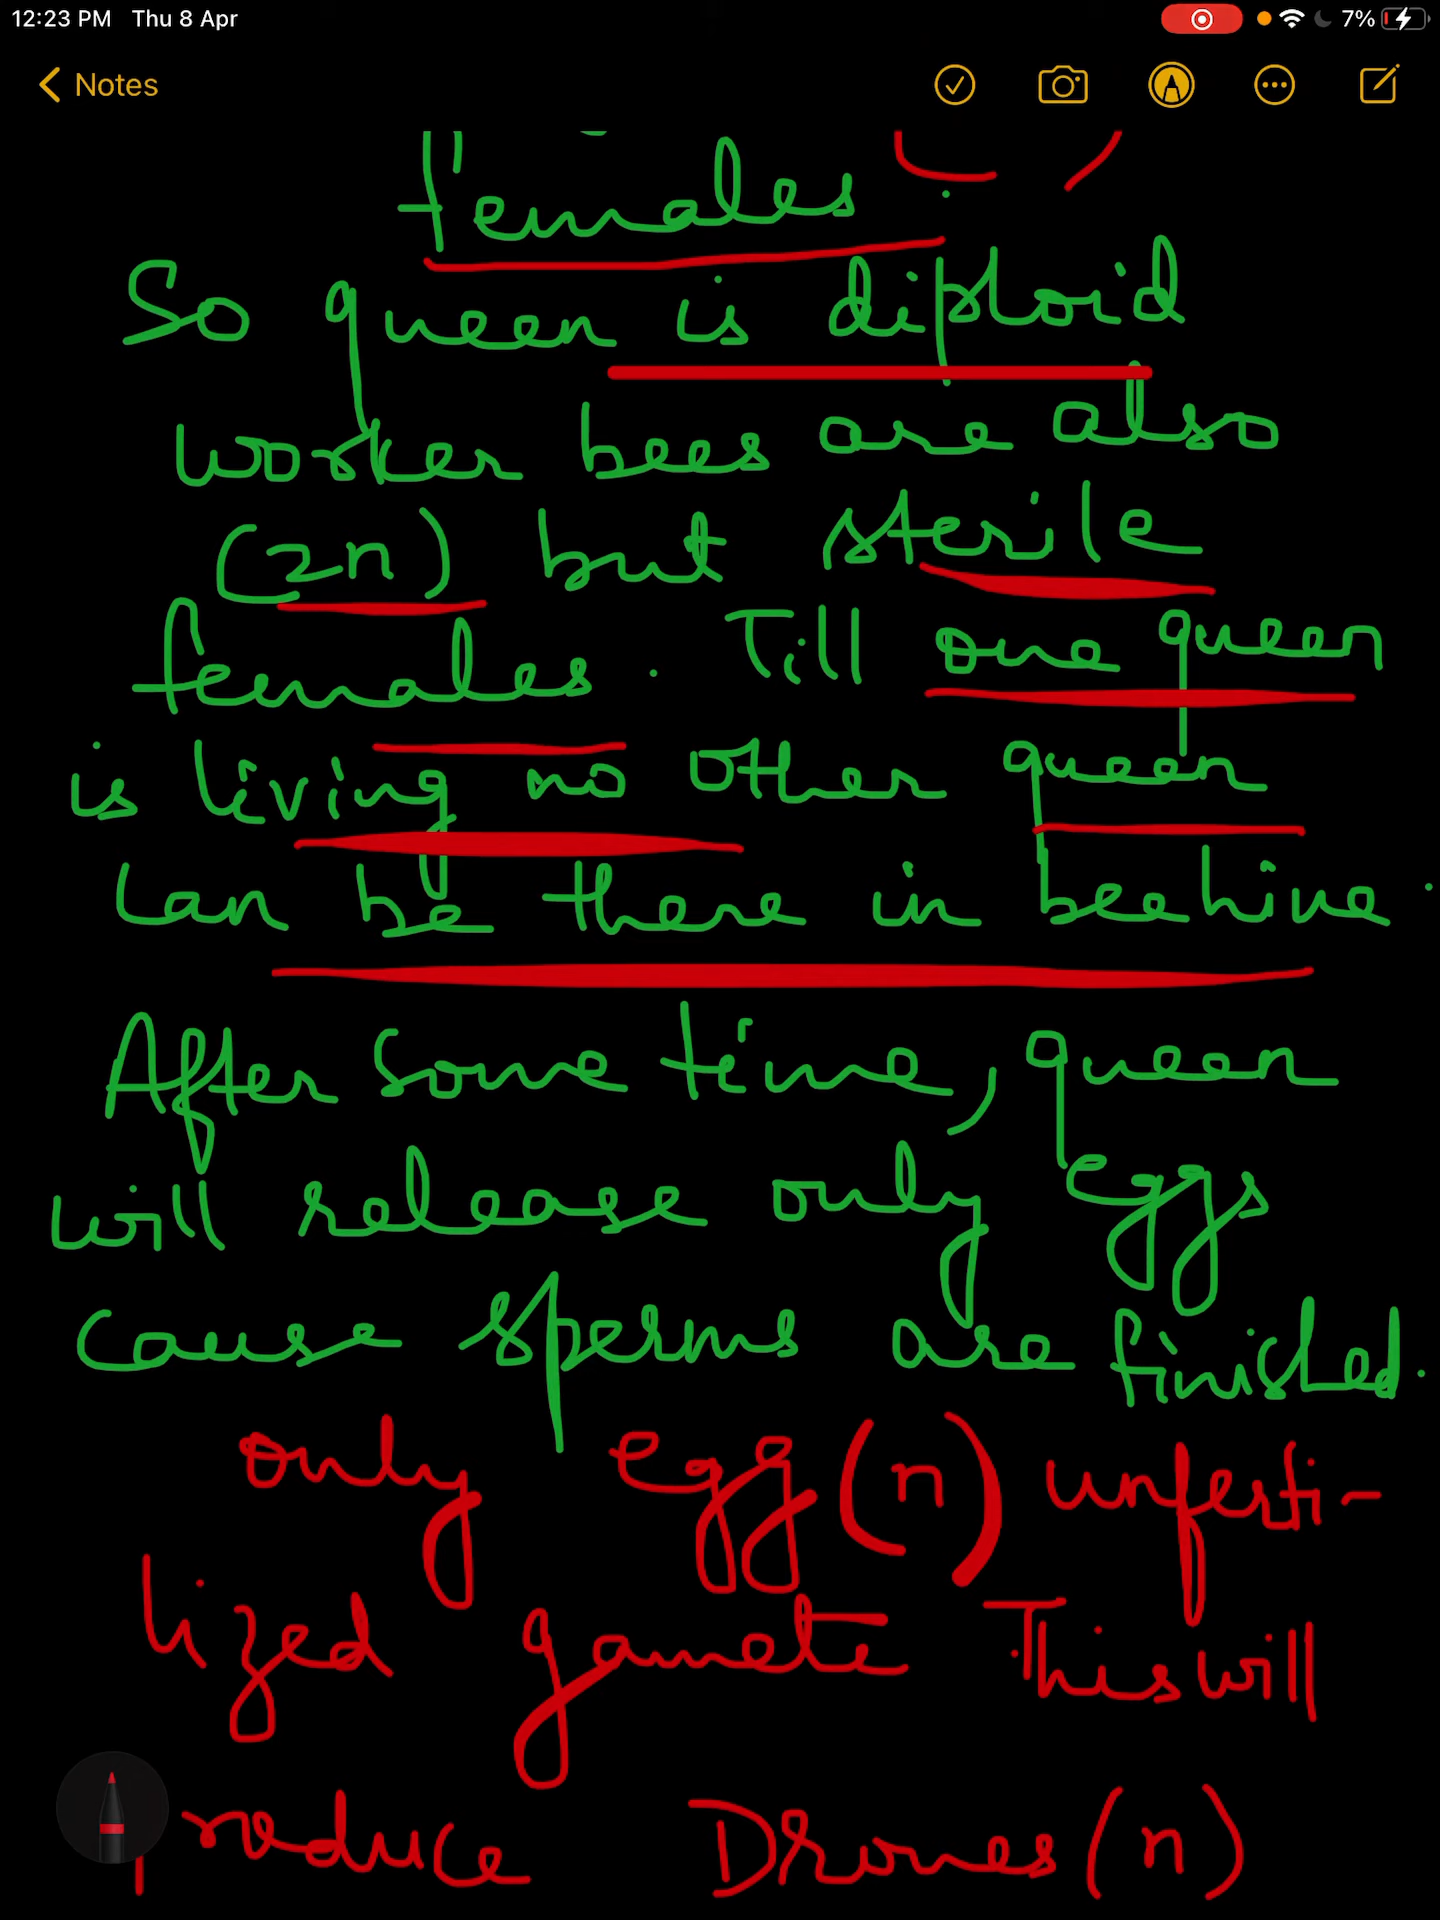 12:23 PM Thu 8 Apr 7%
Notes
females.
So queen is diploid
worker bees are also
(2n) but sterile
females. Till one queen
is living no other queen
can be there in beehive.
After some time, queen
will release only eggs
cause sperms are finished.
only egg (n) unferti-
lized gamete. This will
produce Drones (n)